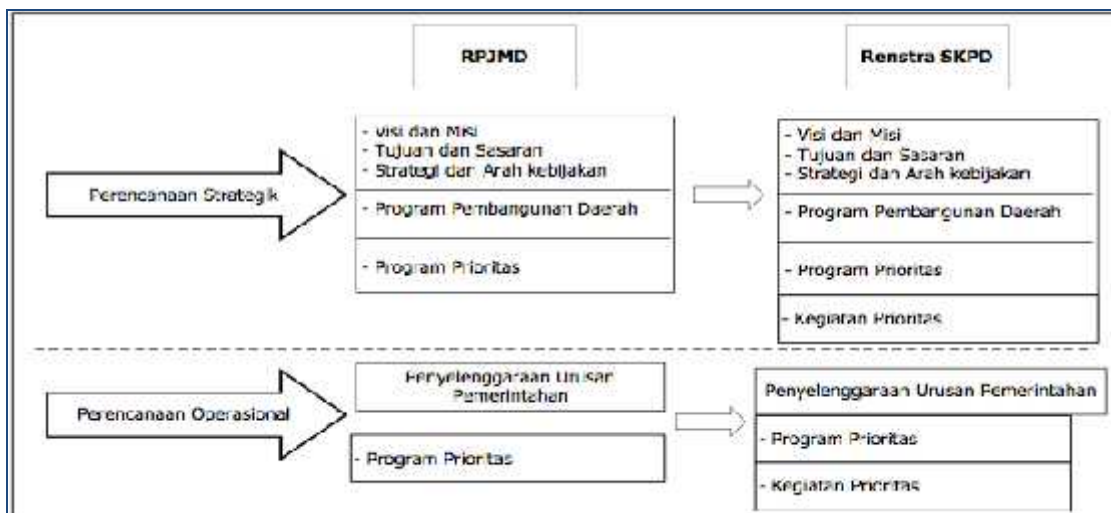 RPJMD
Renstra SKPD
Perencanaan Strategik
- Visi dan Misi
- Tujuan dan Sasaran
- Strategi dan Arah kebijakan
- Program Pembangunan Daerah
- Program Prioritas
- Visi dan Misi
- Tujuan dan Sasaran
- Strategi dan Arah kebijakan
- Program Pembangunan Daerah
- Program Prioritas
- Kegiatan Prioritas
Perencanaan Operasional
Penyelenggaraan Urusan
Pemerintahan
- Program Prioritas
Penyelenggaraan Urusan Pemerintahan
- Program Prioritas
- Kegiatan Prioritas